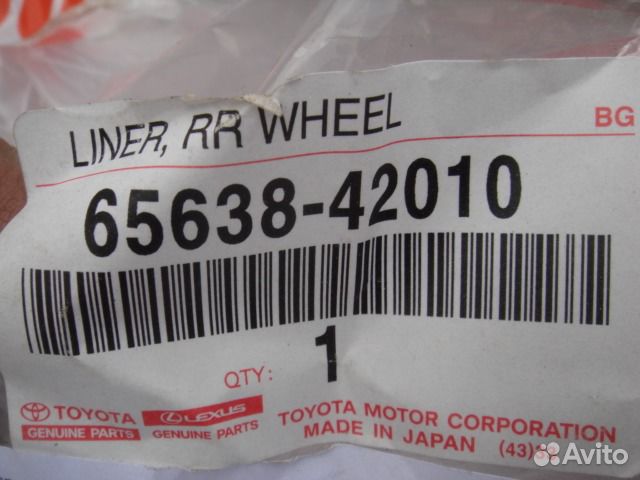 LINER, RR WHEEL
BG
65638-42010
QTY: 1
TOYOTA
GENUINE PARTS
LEXUS
GENUINE PARTS
TOYOTA MOTOR CORPORATION
MADE IN JAPAN
Avito